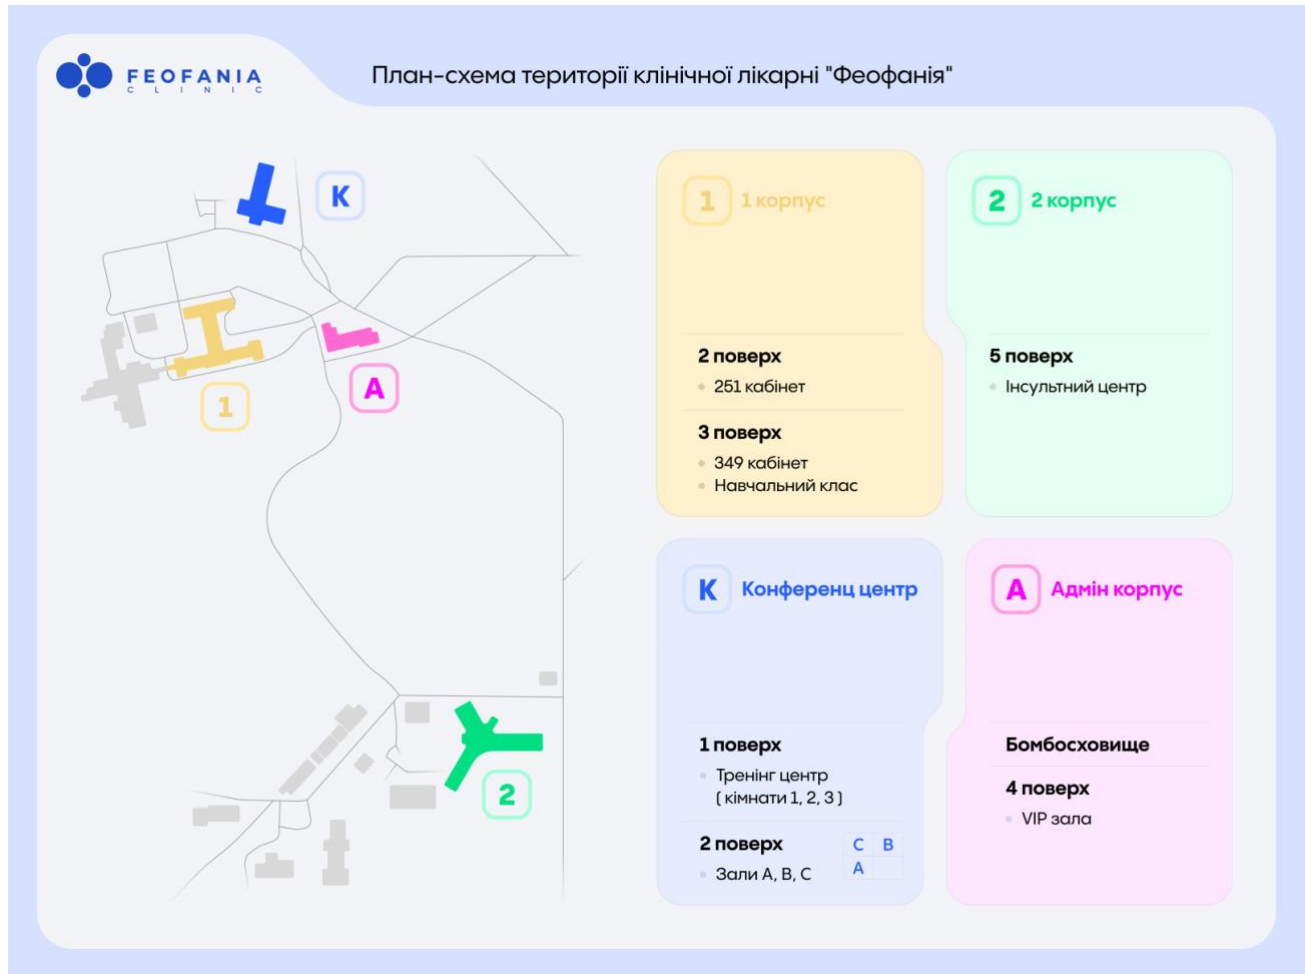 FEOFANIA
CLINIC
План-схема території клінічної лікарні "Феофанія"
K
A
1
2
1 1 корпус
2 поверх
251 кабінет
3 поверх
349 кабінет
Навчальний клас
2 2 корпус
5 поверх
Інсультний центр
K Конференц центр
1 поверх
Тренінг центр
( кімнати 1, 2, 3 )
2 поверх
Зали A, B, C
C B
A
A Адмін корпус
Бомбосховище
4 поверх
VIP зала